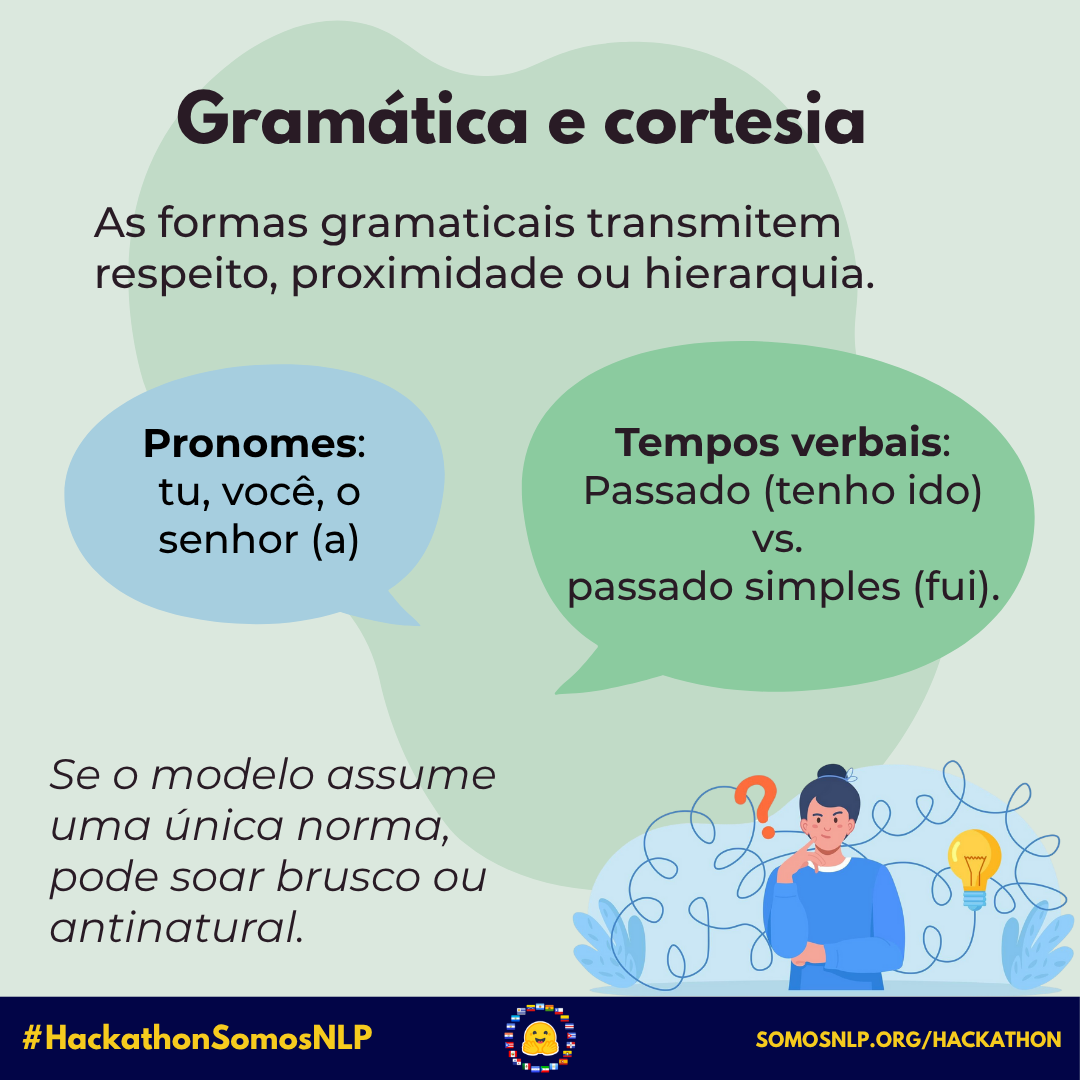 Gramática e cortesia
As formas gramaticais transmitem
respeito, proximidade ou hierarquia.
Pronomes:
tu, você, o
senhor (a)
Tempos verbais:
Passado (tenho ido)
vs.
passado simples (fui).
Se o modelo assume
uma única norma,
pode soar brusco ou
antinatural.
#HackathonSomosNLP
SOMOSNLP.ORG/HACKATHON